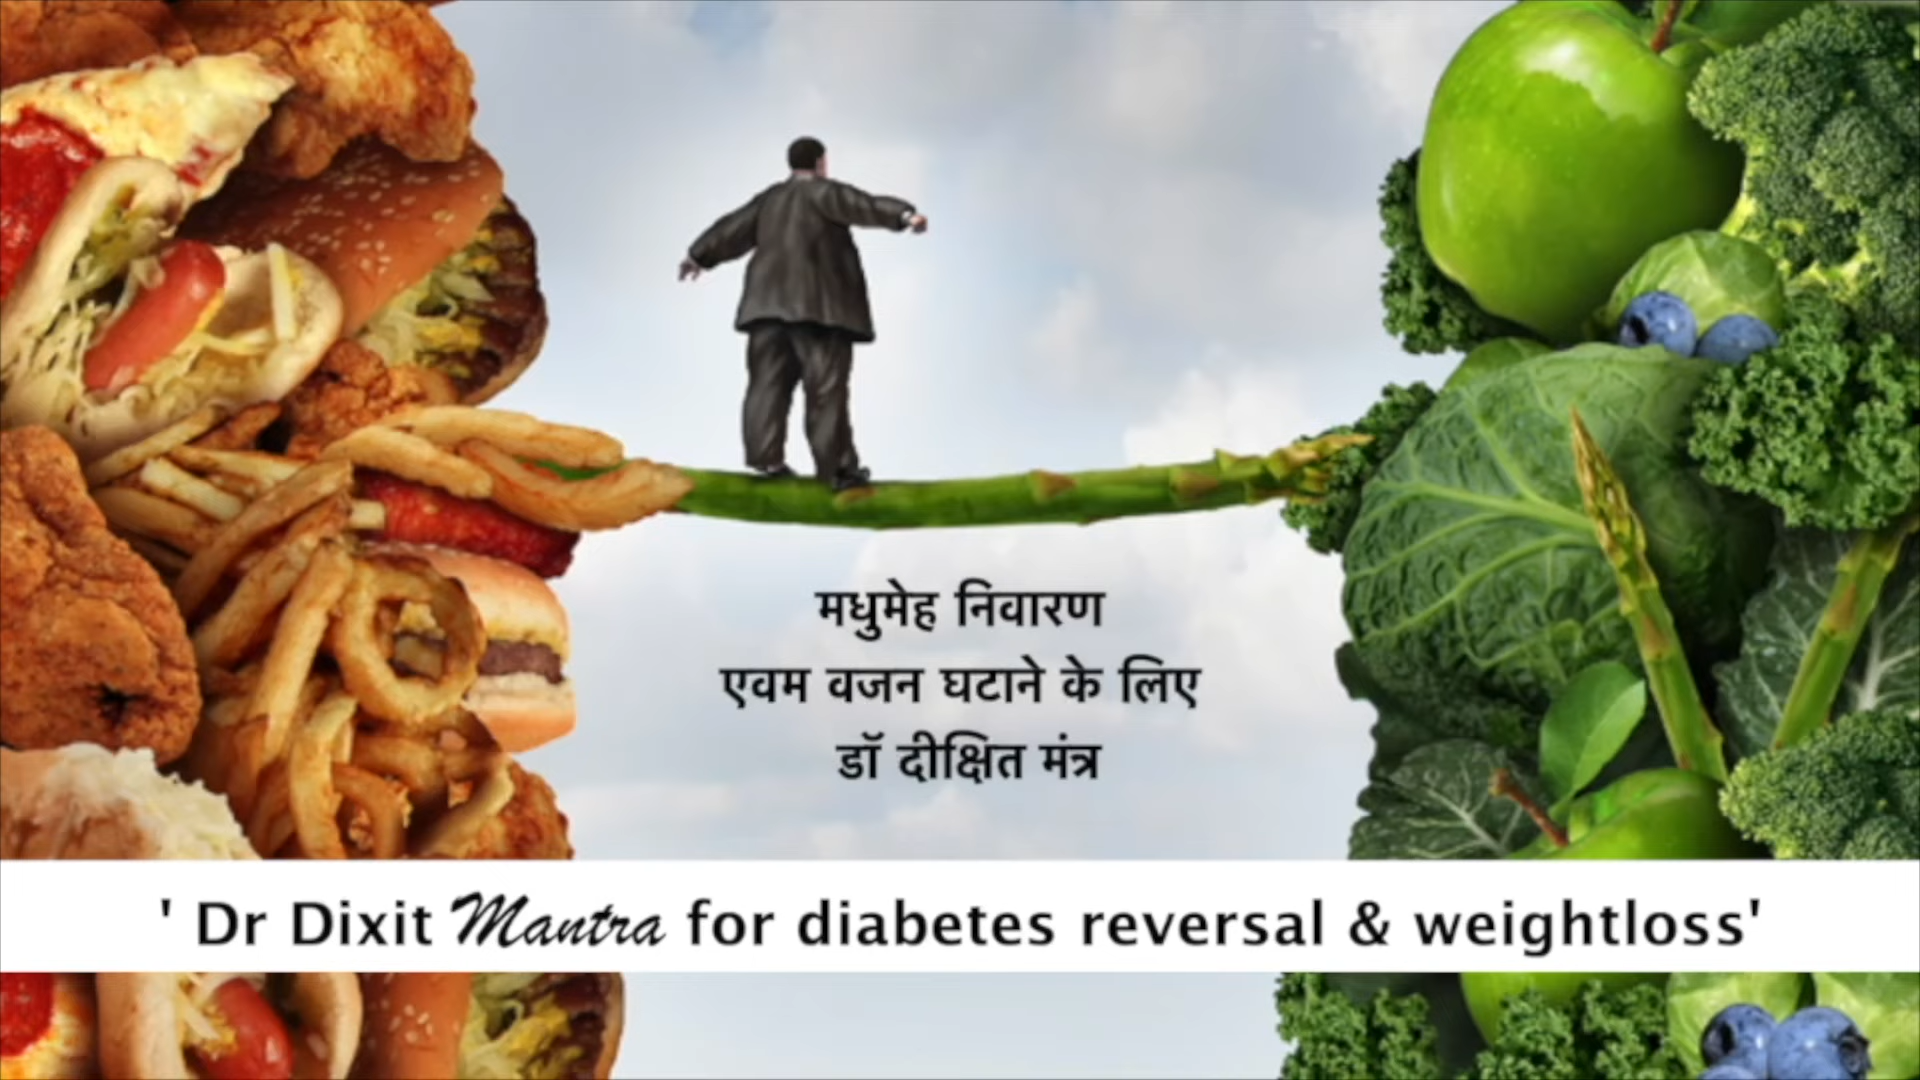 मधुमेह निवारण
एवम वजन घटाने के लिए
डॉ दीक्षित मंत्र
' Dr Dixit Mantra for diabetes reversal & weightloss'